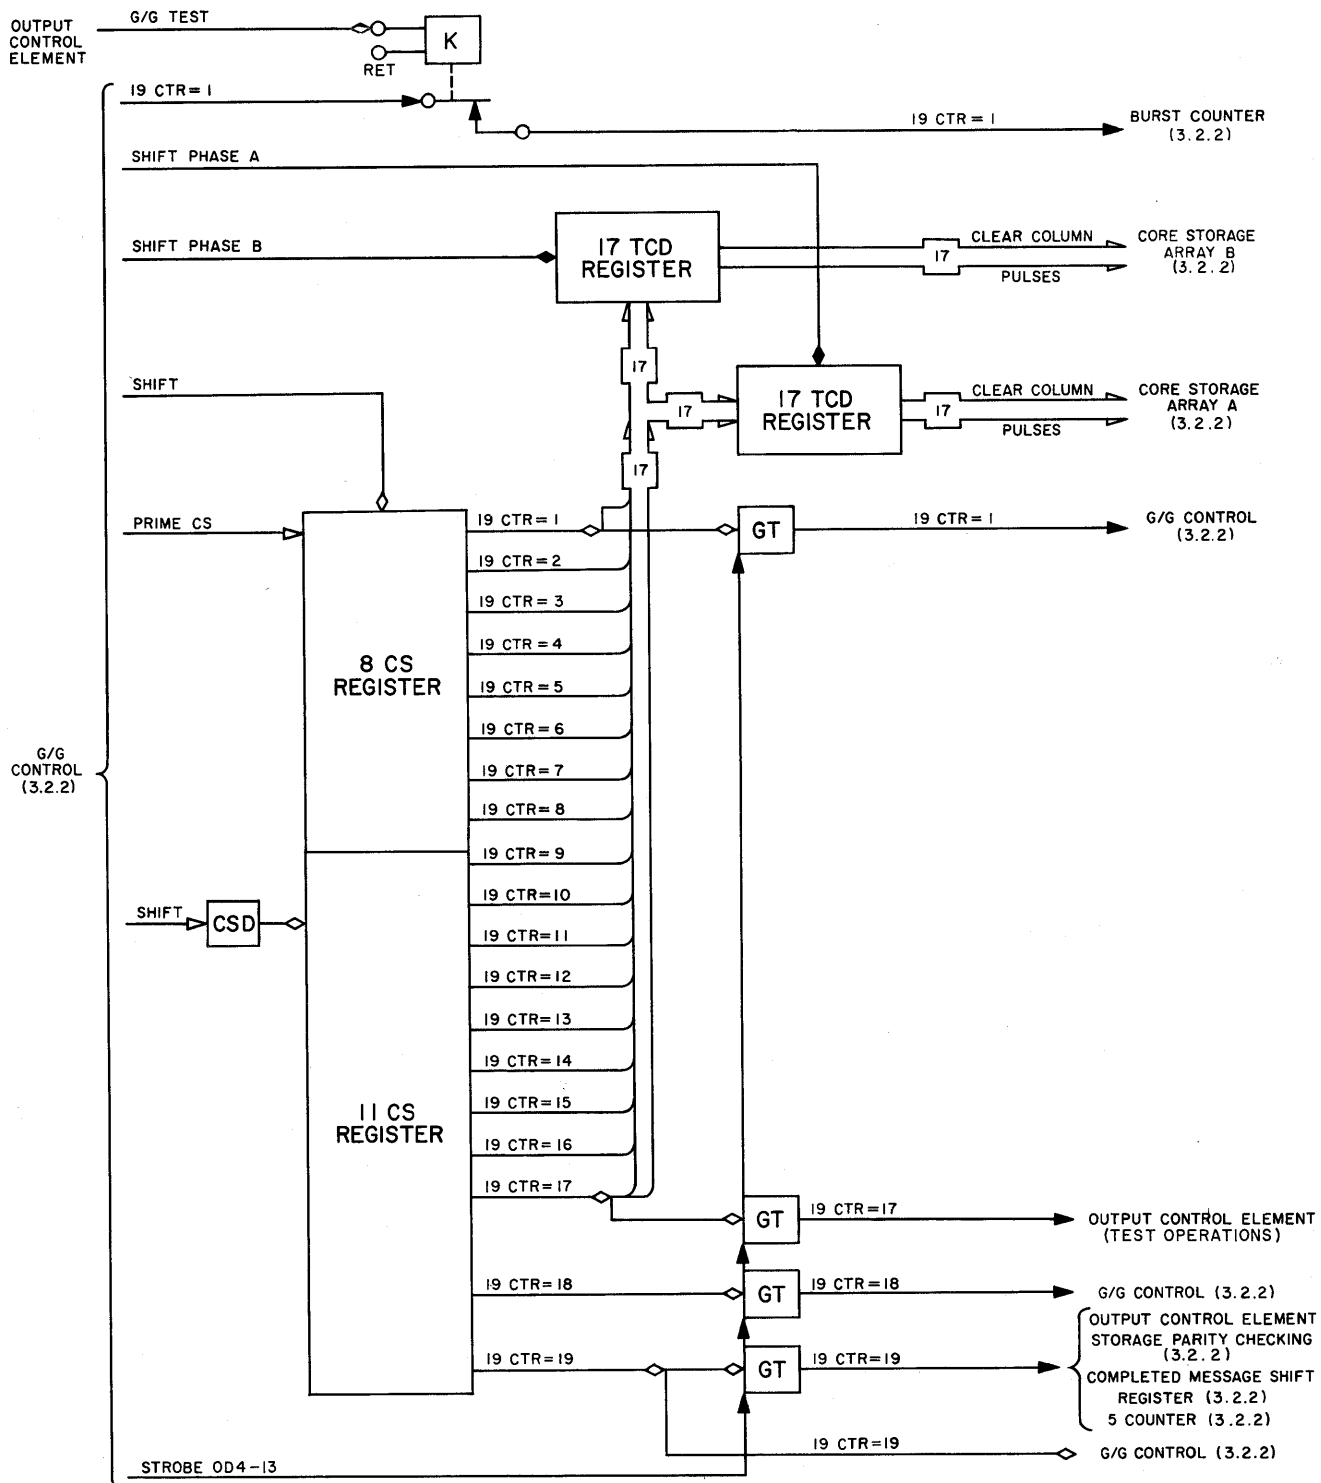 G/G TEST
OUTPUT
CONTROL
ELEMENT
K
RET
19 CTR = 1
19 CTR = 1
BURST COUNTER
(3.2.2)
SHIFT PHASE A
SHIFT PHASE B
17 TCD
REGISTER
17
CLEAR COLUMN
PULSES
CORE STORAGE
ARRAY B
(3.2.2)
17
SHIFT
17
17 TCD
REGISTER
17
CLEAR COLUMN
PULSES
CORE STORAGE
ARRAY A
(3.2.2)
17
PRIME CS
19 CTR = 1
GT
19 CTR = 1
G/G CONTROL
(3.2.2)
19 CTR = 2
19 CTR = 3
19 CTR = 4
8 CS
REGISTER
19 CTR = 5
19 CTR = 6
19 CTR = 7
19 CTR = 8
G/G
CONTROL
(3.2.2)
19 CTR = 9
19 CTR = 10
SHIFT
CSD
19 CTR = 11
19 CTR = 12
19 CTR = 13
19 CTR = 14
11 CS
REGISTER
19 CTR = 15
19 CTR = 16
19 CTR = 17
GT
19 CTR = 17
OUTPUT CONTROL ELEMENT
(TEST OPERATIONS)
19 CTR = 18
GT
19 CTR = 18
G/G CONTROL (3.2.2)
19 CTR = 19
GT
19 CTR = 19
OUTPUT CONTROL ELEMENT
STORAGE PARITY CHECKING
(3.2.2)
COMPLETED MESSAGE SHIFT
REGISTER (3.2.2)
5 COUNTER (3.2.2)
19 CTR = 19
G/G CONTROL (3.2.2)
STROBE OD4-13